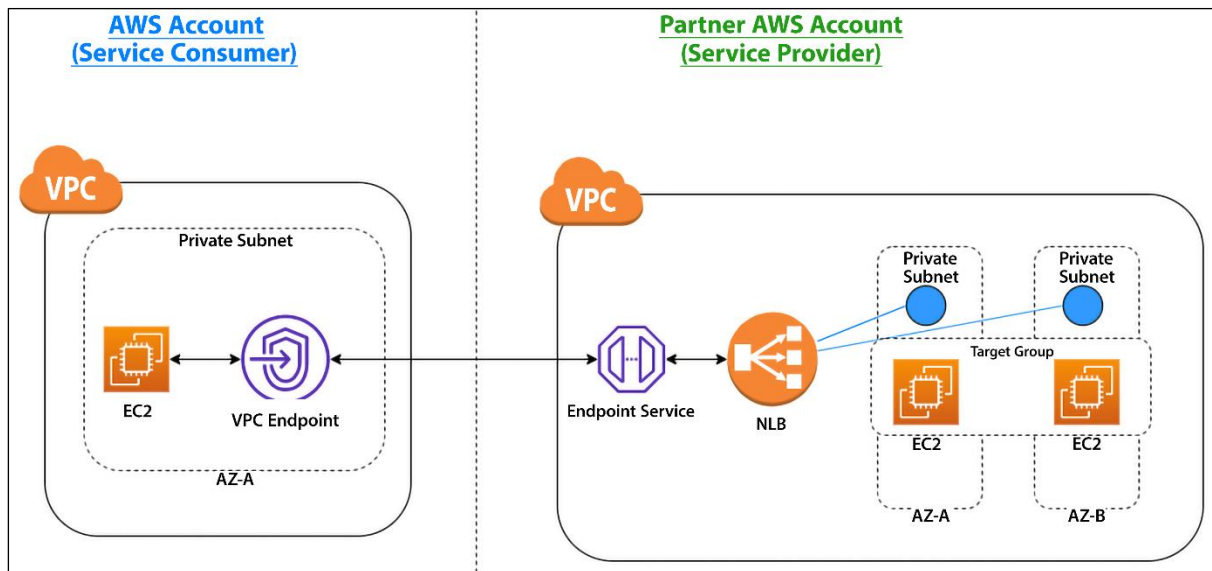 AWS Account
(Service Consumer)
Partner AWS Account
(Service Provider)
VPC
Private Subnet
EC2
VPC Endpoint
AZ-A
VPC
Endpoint Service
NLB
Private
Subnet
Private
Subnet
Target Group
EC2
EC2
AZ-A
AZ-B